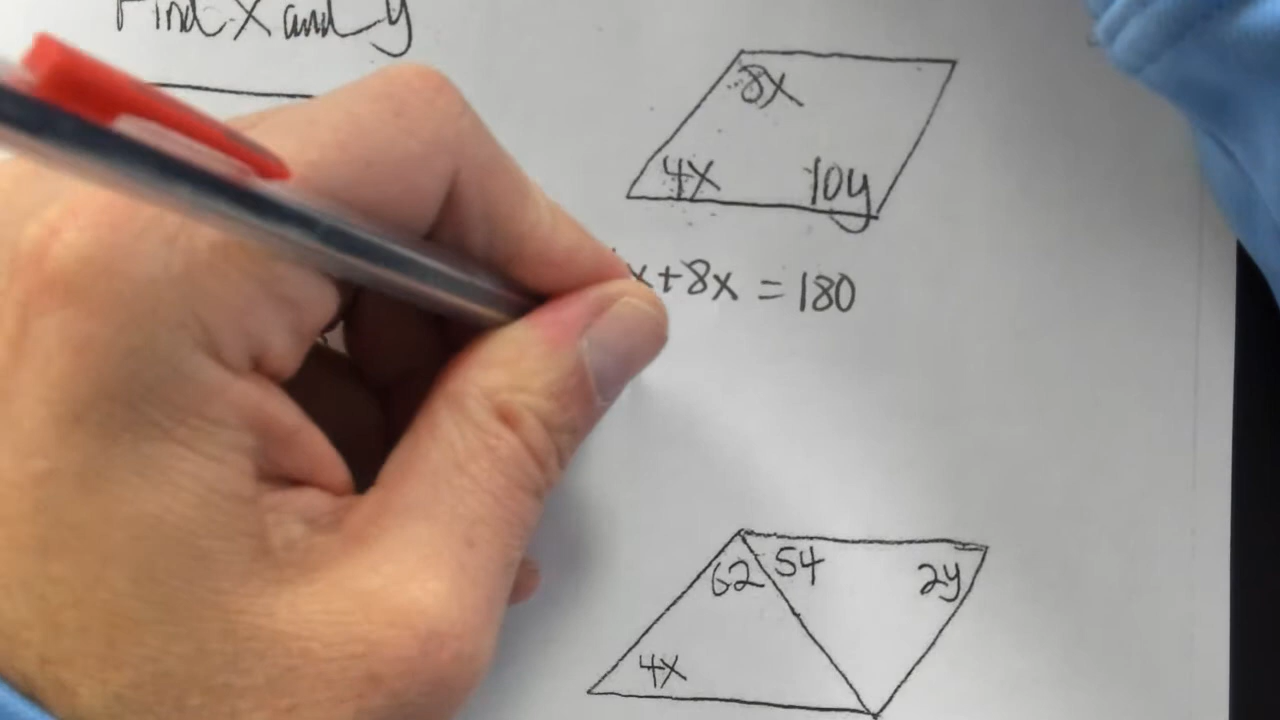 Find x and y
8x
4x 10y
x+8x = 180
62 54 2y
4x